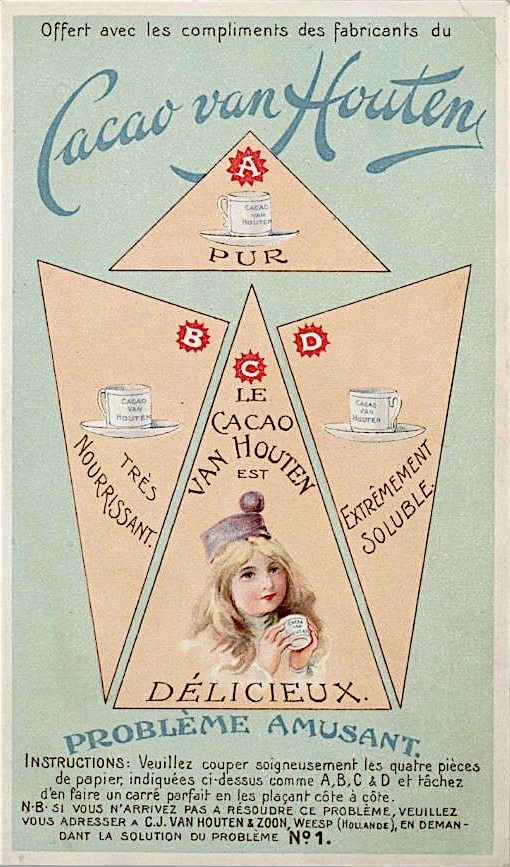 Offert avec les compliments des fabricants du
Cacao van Houten
A
CACAO
VAN
HOUTEN
PUR
B
CACAO
VAN
HOUTEN
TRÈS
NOURRISSANT.
C
LE
CACAO
VAN HOUTEN
EST
CACAO
VAN
HOUTEN
DÉLICIEUX.
D
CACAO
VAN
HOUTEN
EXTRÊMEMENT
SOLUBLE.
PROBLÈME AMUSANT.
INSTRUCTIONS: Veuillez couper soigneusement les quatre pièces
de papier, indiquées ci-dessus comme A, B, C & D et tâchez
d'en faire un carré parfait en les plaçant côte à côte.
N-B- SI VOUS N'ARRIVEZ PAS A RÉSOUDRE CE PROBLÈME, VEUILLEZ
VOUS ADRESSER A C.J. VAN HOUTEN & ZOON, WEESP (HOLLANDE), EN DEMAN-
DANT LA SOLUTION DU PROBLÈME Nº 1.